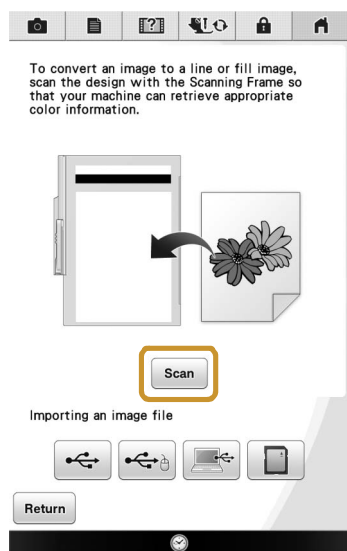 To convert an image to a line or fill image,
scan the design with the Scanning Frame so
that your machine can retrieve appropriate
color information.
Scan
Importing an image file
Return